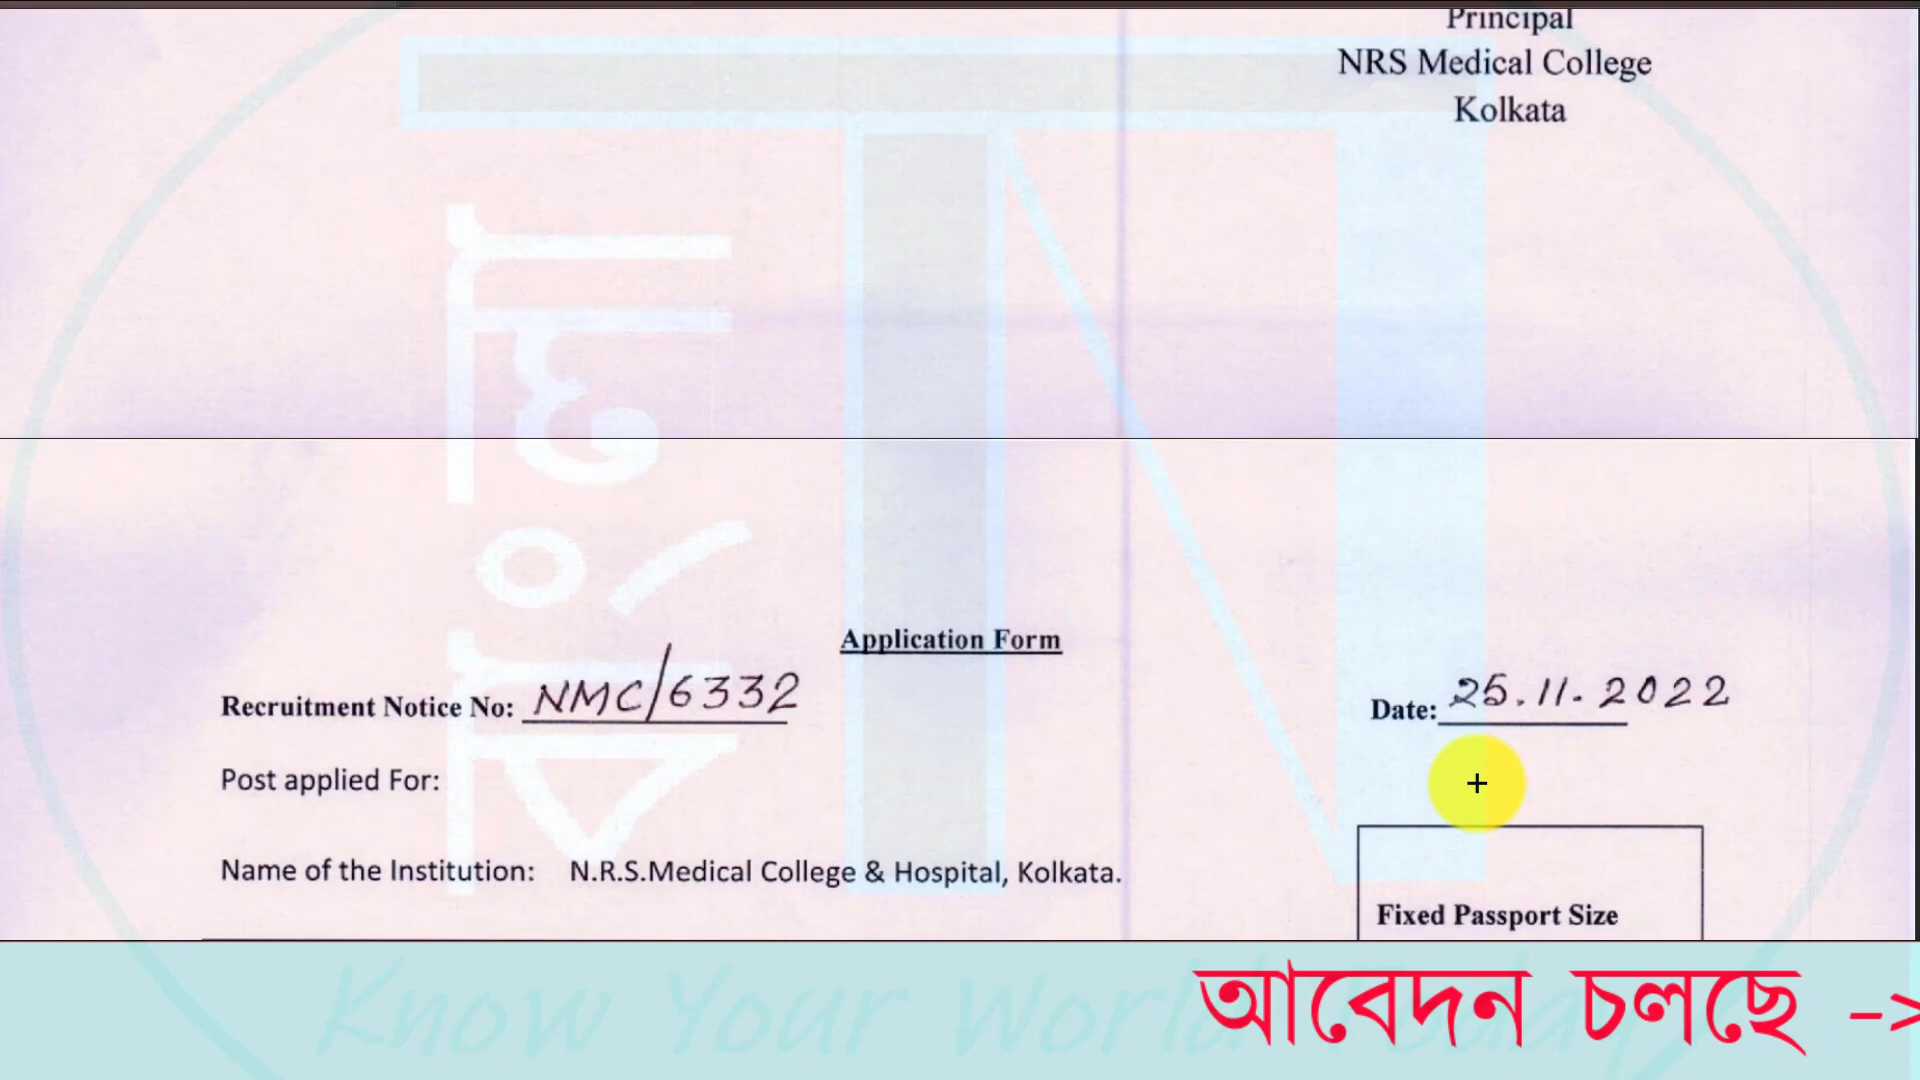 Principal
NRS Medical College
Kolkata
বাংলা
Application Form
Recruitment Notice No: NMC/6332
Date: 25.11.2022
Post applied For:
Name of the Institution: N.R.S.Medical College & Hospital, Kolkata.
Fixed Passport Size
Know Your World Today
আবেদন চলছে ->